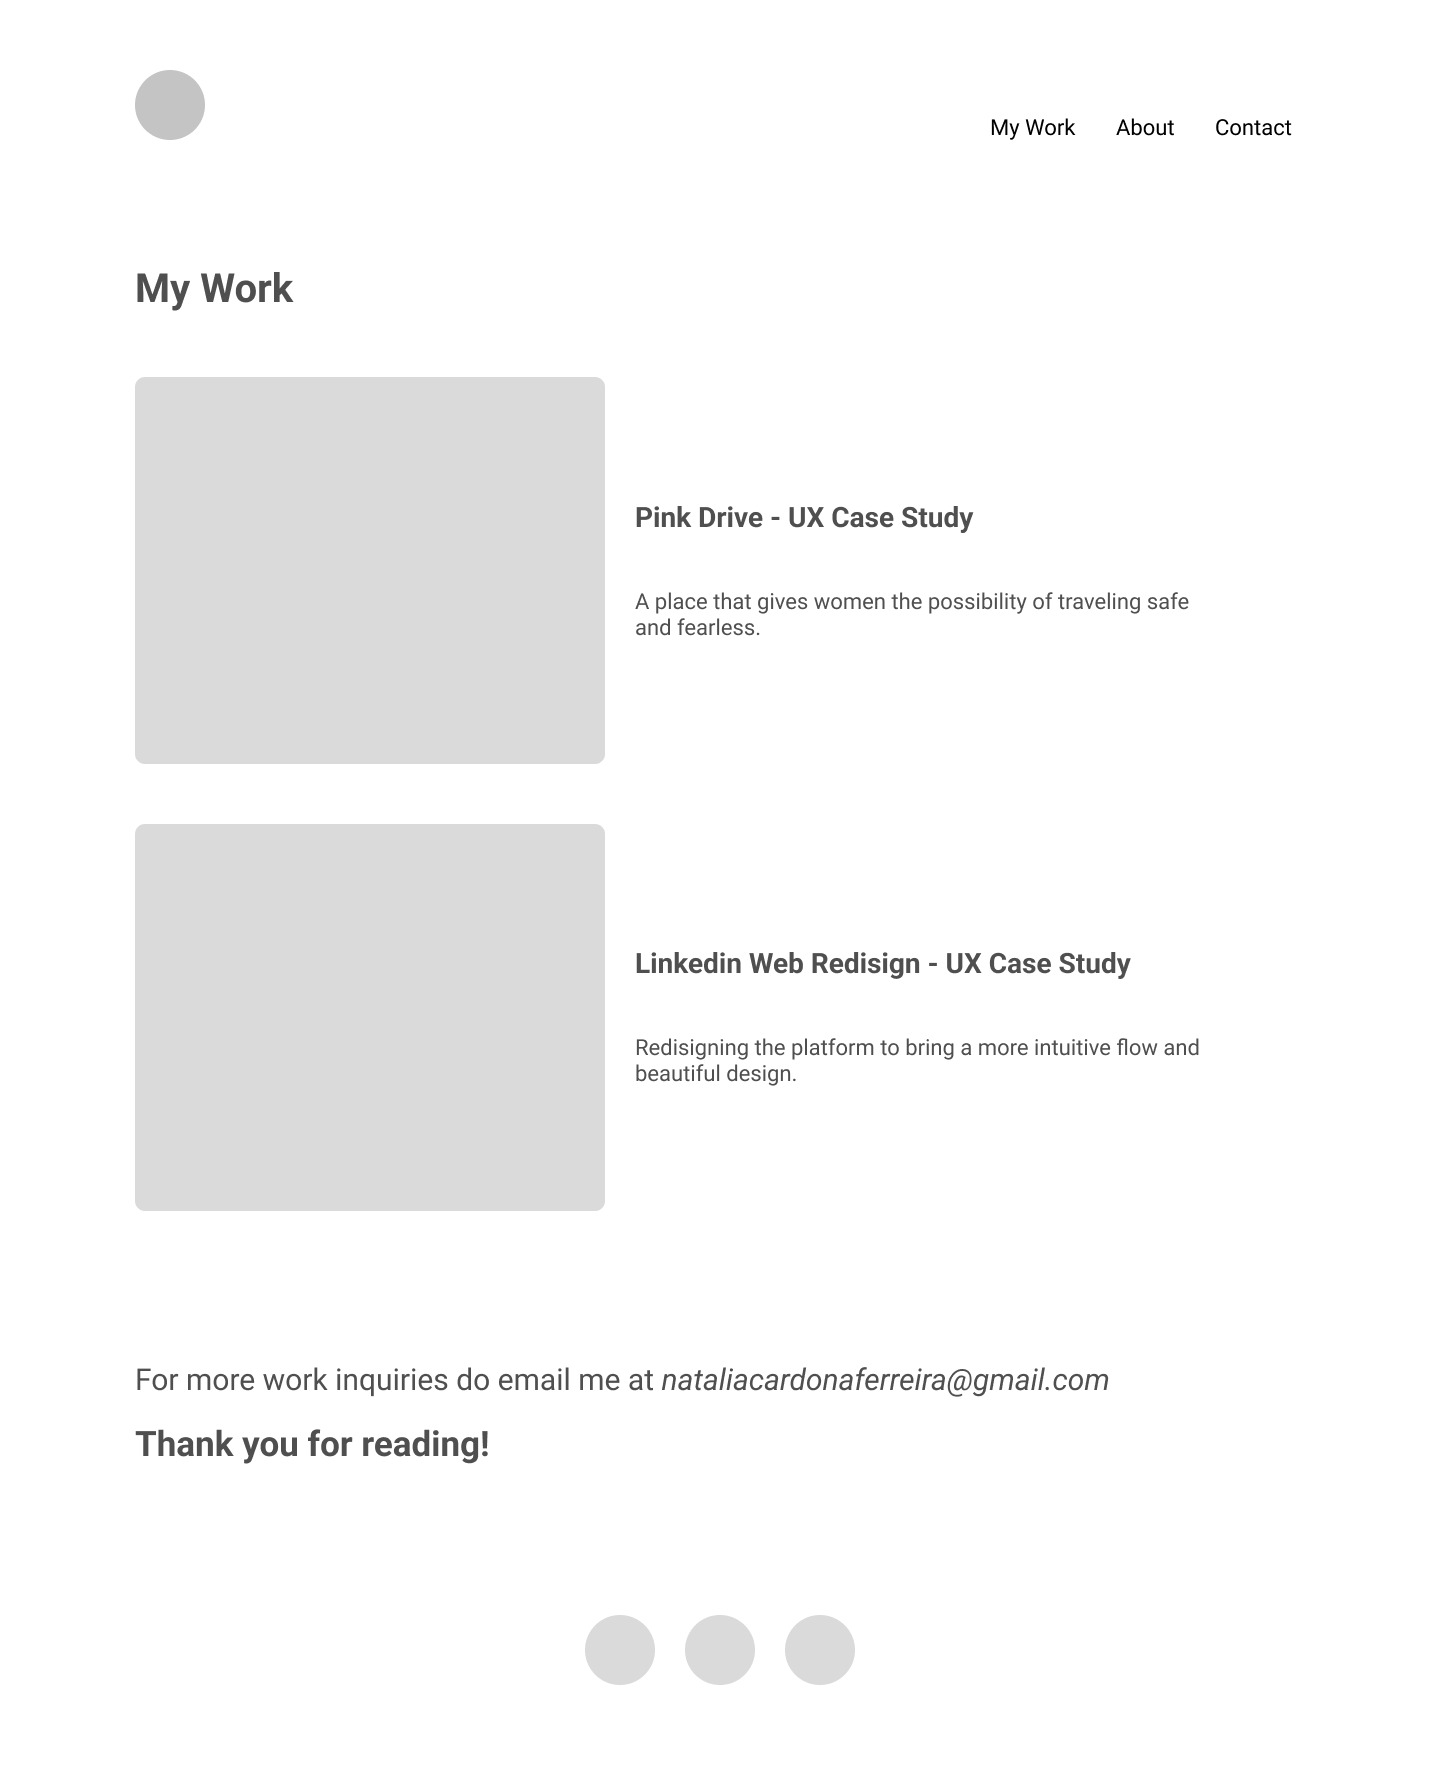 My Work About Contact
My Work
Pink Drive - UX Case Study
A place that gives women the possibility of traveling safe
and fearless.
Linkedin Web Redisign - UX Case Study
Redisigning the platform to bring a more intuitive flow and
beautiful design.
For more work inquiries do email me at nataliacardonaferreira@gmail.com
Thank you for reading!